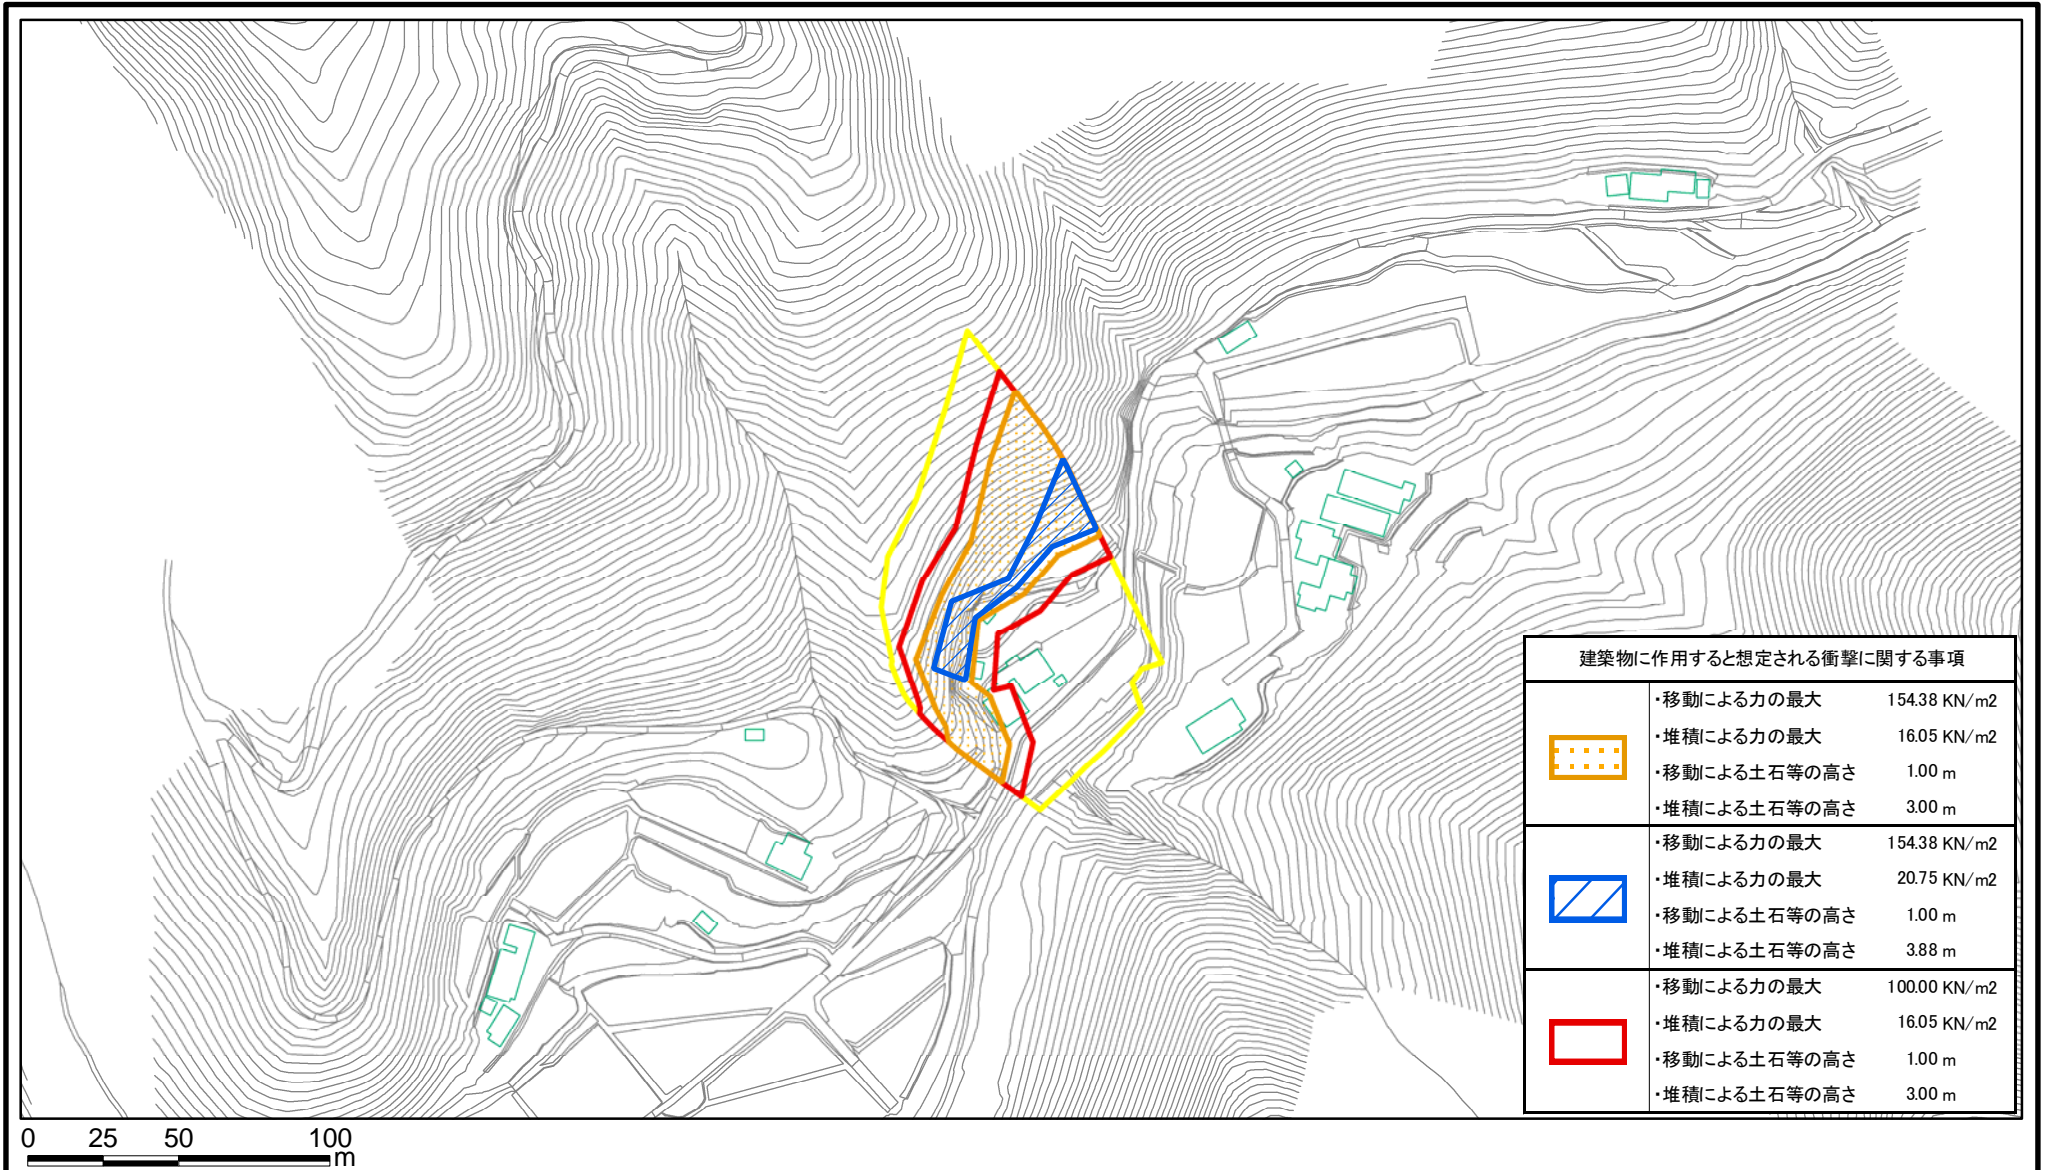 建築物に作用すると想定される衝撃に関する事項
・移動による力の最大 154.38 KN/m2
・堆積による力の最大 16.05 KN/m2
・移動による土石等の高さ 1.00 m
・堆積による土石等の高さ 3.00 m
・移動による力の最大 154.38 KN/m2
・堆積による力の最大 20.75 KN/m2
・移動による土石等の高さ 1.00 m
・堆積による土石等の高さ 3.88 m
・移動による力の最大 100.00 KN/m2
・堆積による力の最大 16.05 KN/m2
・移動による土石等の高さ 1.00 m
・堆積による土石等の高さ 3.00 m
0 25 50 100
m